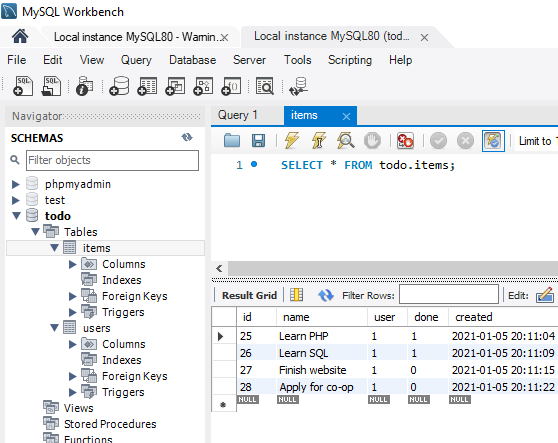 MySQL Workbench
Local instance MySQL80 - Warnin... Local instance MySQL80 (tod...
File Edit View Query Database Server Tools Scripting Help
Navigator
SCHEMAS
Filter objects
phpmyadmin
test
todo
Tables
items
Columns
Indexes
Foreign Keys
Triggers
users
Columns
Indexes
Foreign Keys
Triggers
Views
Stored Procedures
Functions
Query 1 items
Limit to 1
1 SELECT * FROM todo.items;
Result Grid Filter Rows: Edit:
id name user done created
25 Learn PHP 1 1 2021-01-05 20:11:04
26 Learn SQL 1 1 2021-01-05 20:11:09
27 Finish website 1 0 2021-01-05 20:11:15
28 Apply for co-op 1 0 2021-01-05 20:11:22
NULL NULL NULL NULL NULL